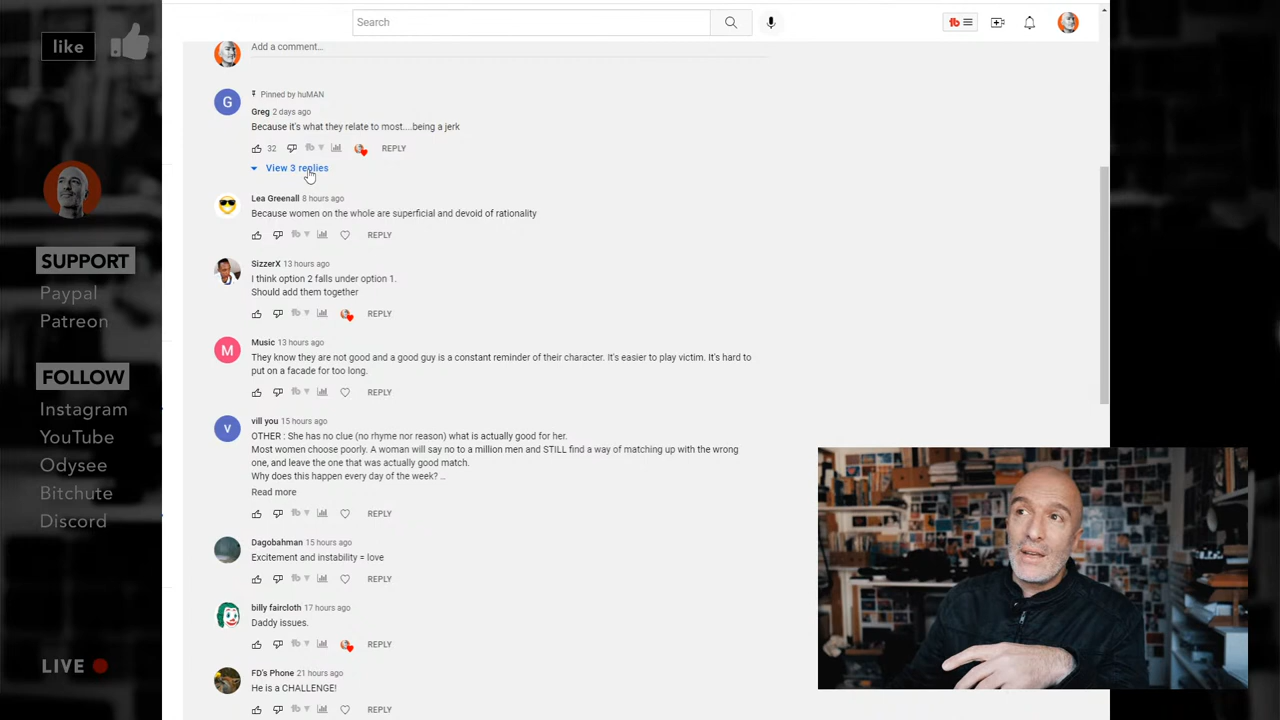 like
SUPPORT
Paypal
Patreon
FOLLOW
Instagram
YouTube
Odysee
Bitchute
Discord
LIVE
Search
tb
Add a comment...
G
Pinned by huMAN
Greg 2 days ago
Because it's what they relate to most....being a jerk
32 tb REPLY
View 3 replies
Lea Greenall 8 hours ago
Because women on the whole are superficial and devoid of rationality
tb REPLY
SizzerX 13 hours ago
I think option 2 falls under option 1.
Should add them together
tb REPLY
M
Music 13 hours ago
They know they are not good and a good guy is a constant reminder of their character. It's easier to play victim. It's hard to
put on a facade for too long.
tb REPLY
V
vill you 15 hours ago
OTHER : She has no clue (no rhyme nor reason) what is actually good for her.
Most women choose poorly. A woman will say no to a million men and STILL find a way of matching up with the wrong
one, and leave the one that was actually good match.
Why does this happen every day of the week? ...
Read more
tb REPLY
Dagobahman 15 hours ago
Excitement and instability = love
tb REPLY
billy faircloth 17 hours ago
Daddy issues.
tb REPLY
FD's Phone 21 hours ago
He is a CHALLENGE!
tb REPLY